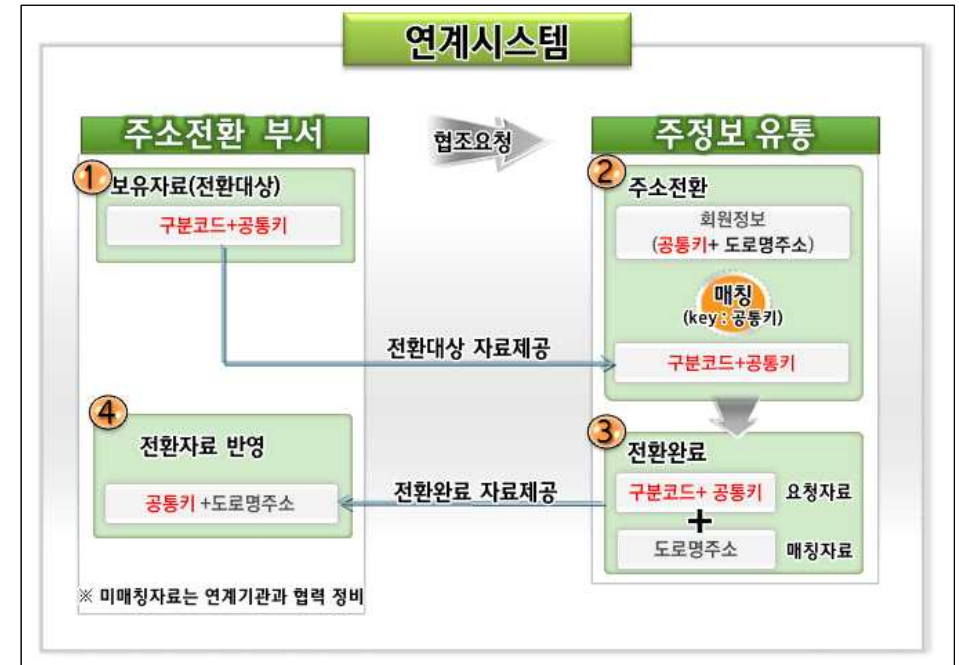 연계시스템
주소전환 부서
협조요청
주정보 유통
① 보유자료(전환대상)
구분코드+공통키
② 주소전환
회원정보
(공통키+ 도로명주소)
매칭
(key : 공통키)
전환대상 자료제공
구분코드+공통키
③ 전환완료
구분코드+ 공통키 요청자료
+
도로명주소 매칭자료
전환완료 자료제공
④ 전환자료 반영
공통키 +도로명주소
※ 미매칭자료는 연계기관과 협력 정비